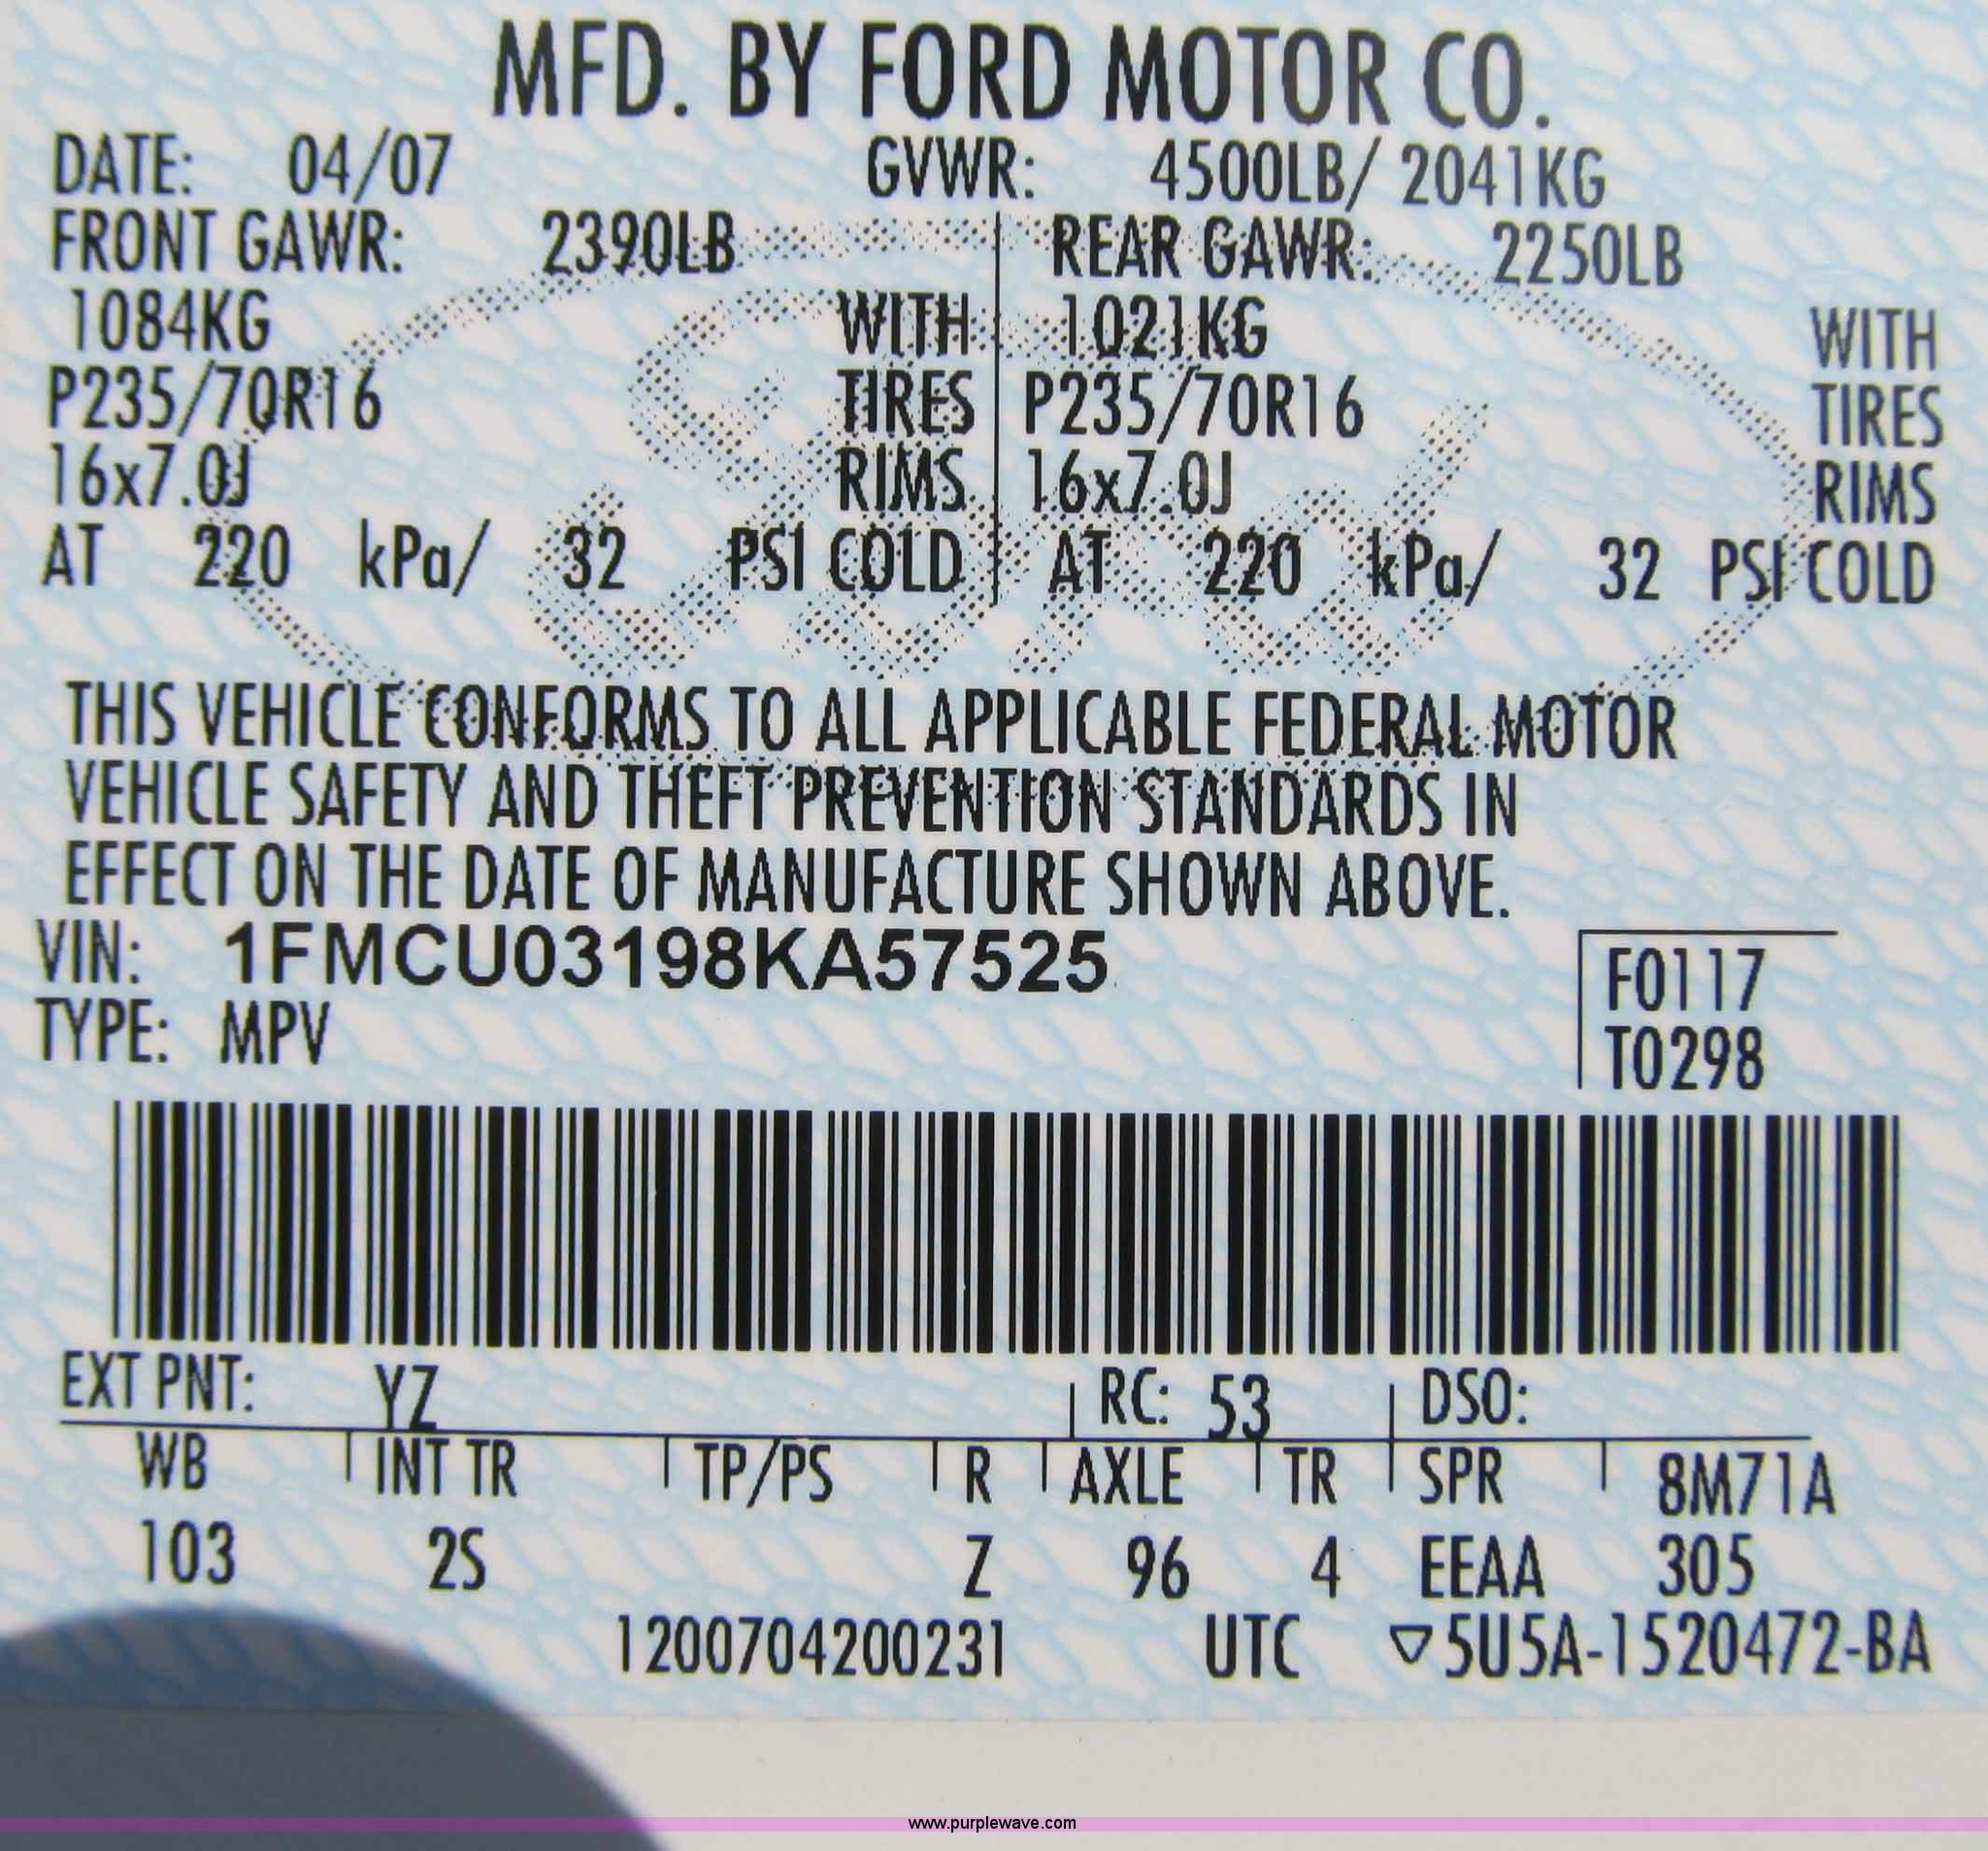 MFD. BY FORD MOTOR CO.
DATE: 04/07 GVWR: 4500LB/ 2041KG
FRONT GAWR: 2390LB REAR GAWR: 2250LB
1084KG WITH 1021KG WITH
P235/70R16 TIRES P235/70R16 TIRES
16x7.0J RIMS 16x7.0J RIMS
AT 220 kPa/ 32 PSI COLD AT 220 kPa/ 32 PSI COLD
Ford
THIS VEHICLE CONFORMS TO ALL APPLICABLE FEDERAL MOTOR
VEHICLE SAFETY AND THEFT PREVENTION STANDARDS IN
EFFECT ON THE DATE OF MANUFACTURE SHOWN ABOVE.
VIN: 1FMCU03198KA57525 F0117
TYPE: MPV T0298
EXT PNT: YZ RC: 53 DSO:
WB INT TR TP/PS R AXLE TR SPR 8M71A
103 2S Z 96 4 EEAA 305
1200704200231 UTC ▽5U5A-1520472-BA
www.purplewave.com